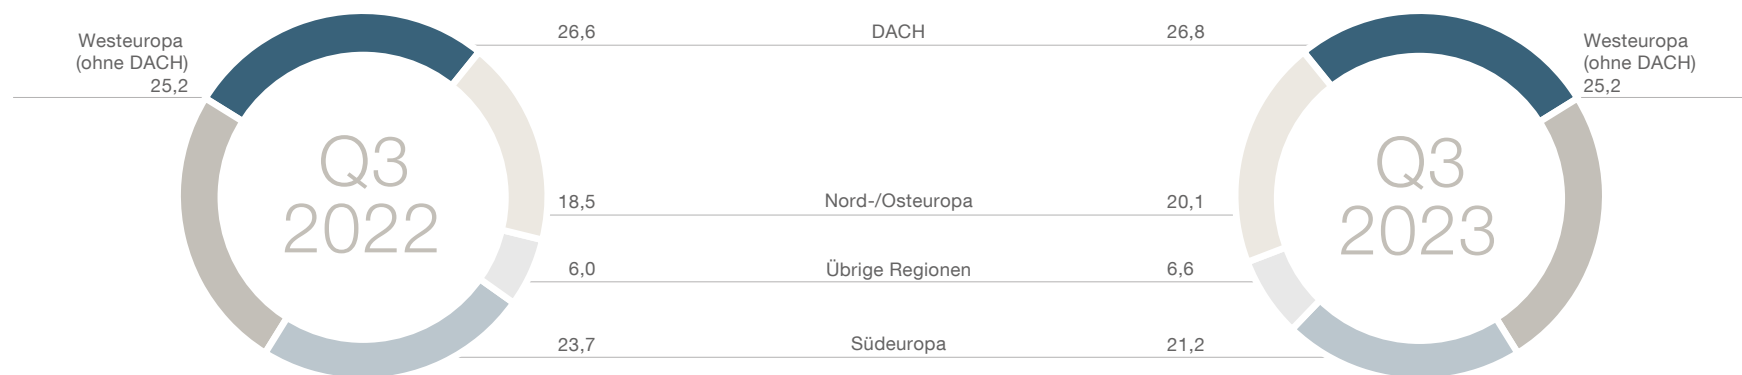 Westeuropa
(ohne DACH)
25,2
Q3
2022
26,6 DACH 26,8
18,5 Nord-/Osteuropa 20,1
6,0 Übrige Regionen 6,6
23,7 Südeuropa 21,2
Q3
2023
Westeuropa
(ohne DACH)
25,2